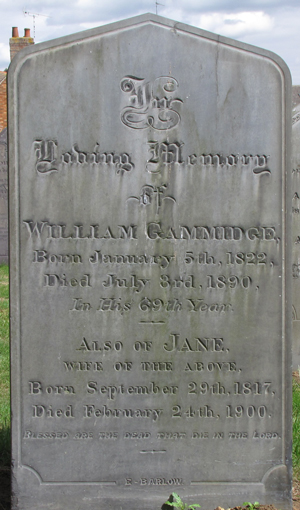 In
Loving Memory
of
WILLIAM GAMMIDGE,
Born January 5th, 1822,
Died July 3rd, 1890,
In His 69th Year.
ALSO OF JANE,
WIFE OF THE ABOVE,
Born September 29th, 1817,
Died February 24th, 1900.
BLESSED ARE THE DEAD THAT DIE IN THE LORD.
E. BARLOW